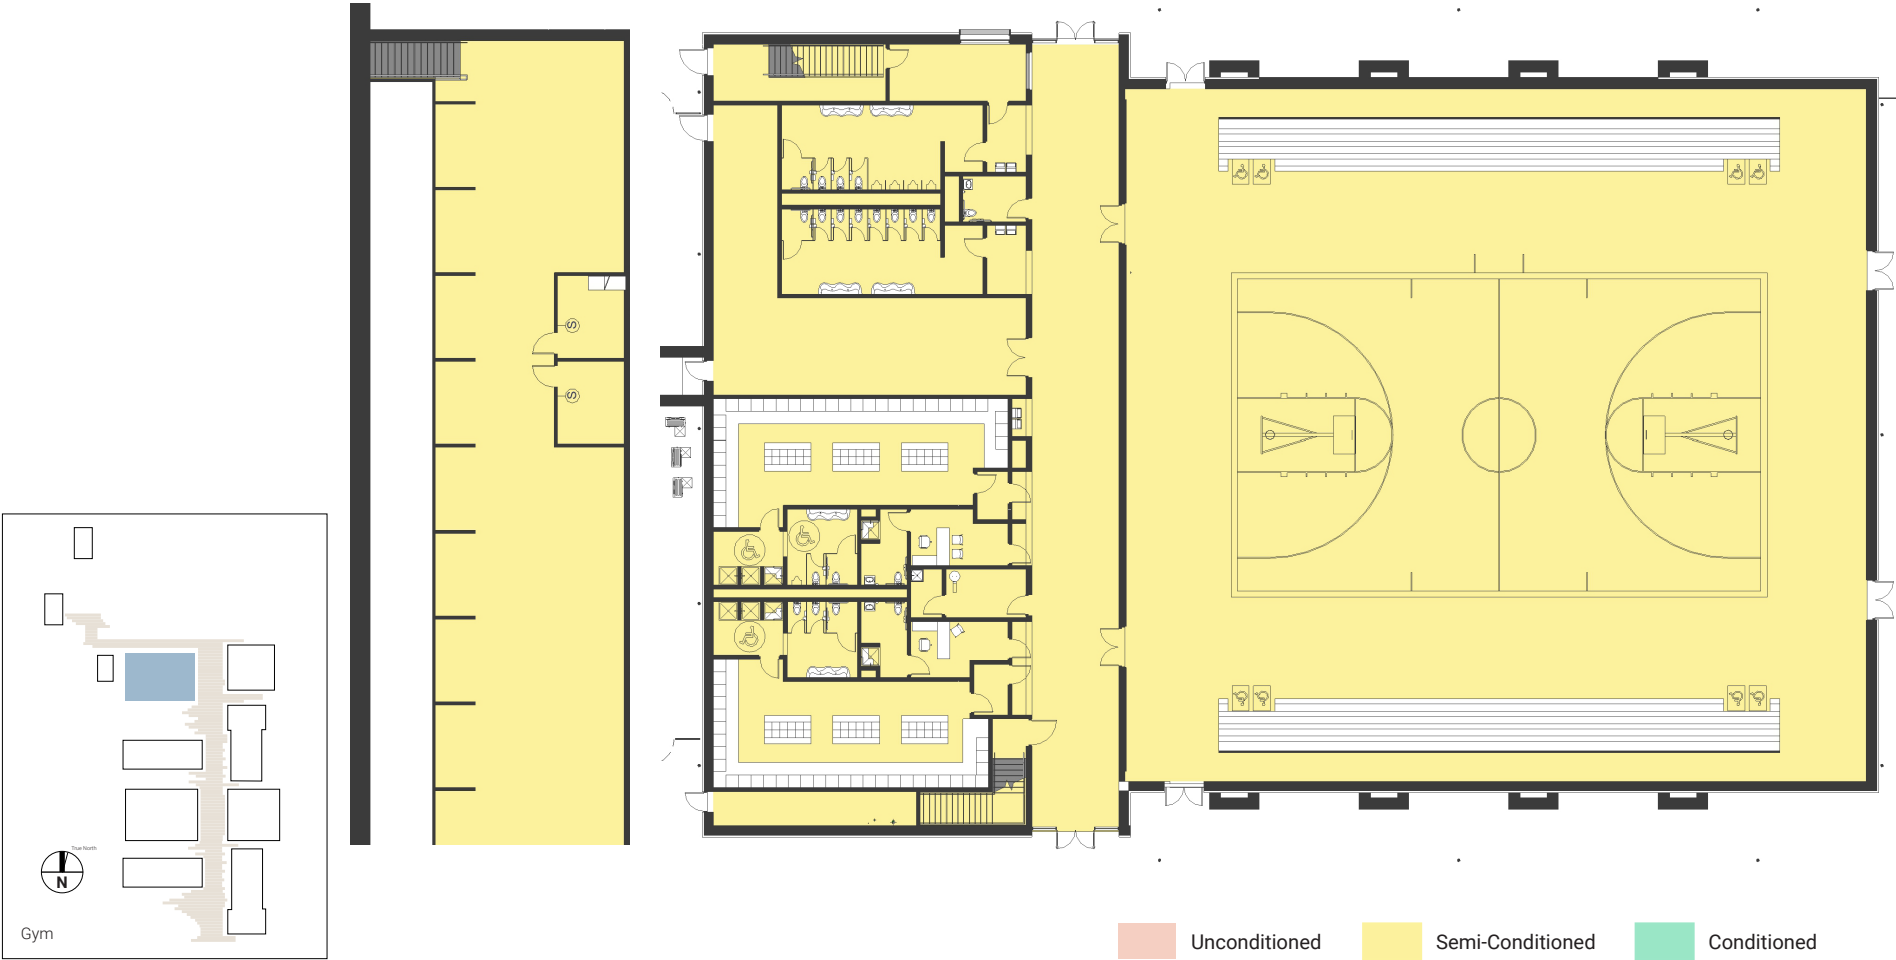 S
S
True North
N
Gym
Unconditioned
Semi-Conditioned
Conditioned